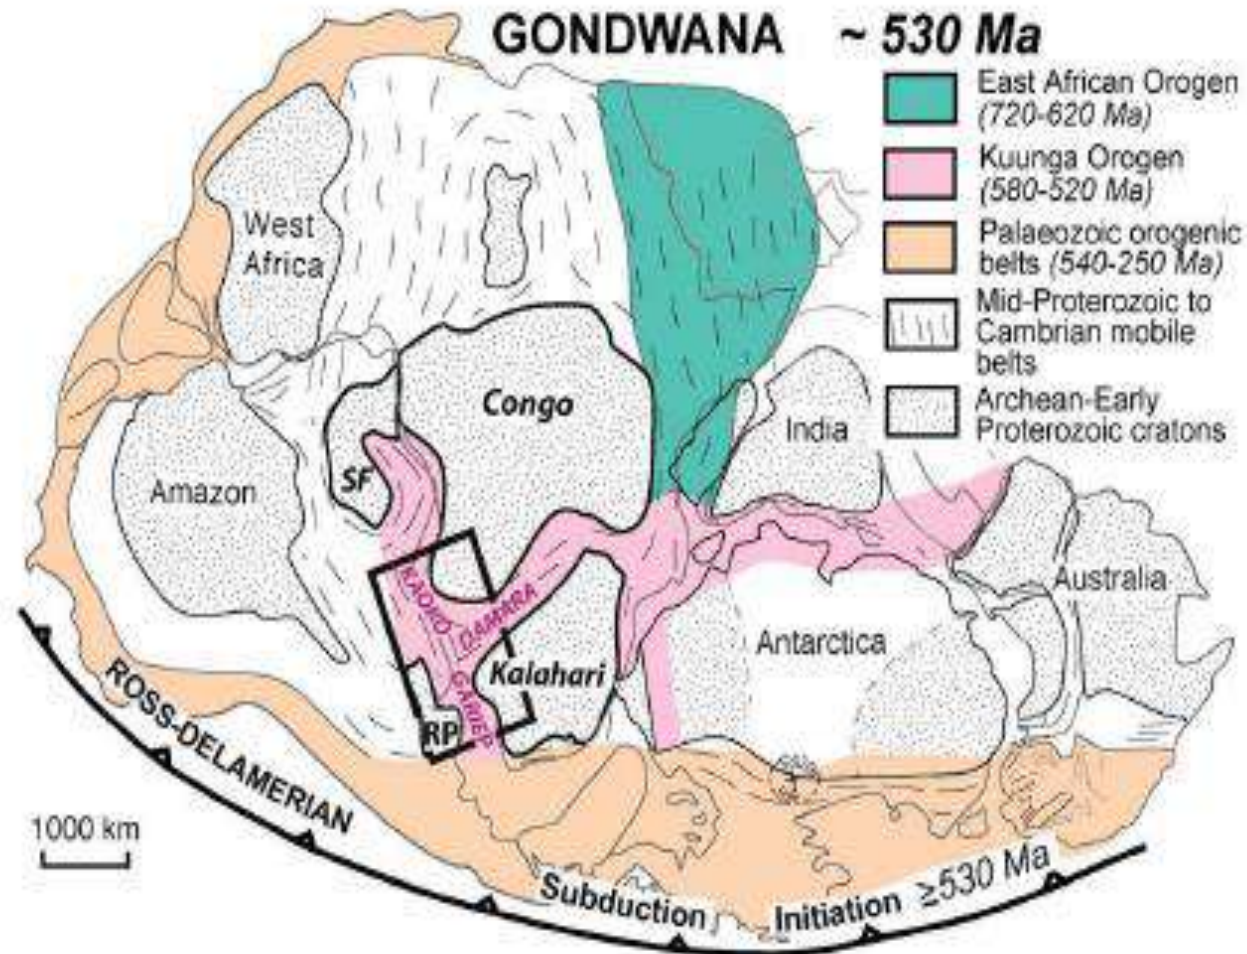 GONDWANA ~ 530 Ma
East African Orogen
(720-620 Ma)
Kuunga Orogen
(580-520 Ma)
Palaeozoic orogenic
belts (540-250 Ma)
Mid-Proterozoic to
Cambrian mobile
belts
Archean-Early
Proterozoic cratons
West
Africa
Congo
SF
India
Amazon
KAOKO
DAMARA
GARIEP
Kalahari
RP
Antarctica
Australia
ROSS-DELAMERIAN
Subduction Initiation ≥530 Ma
1000 km